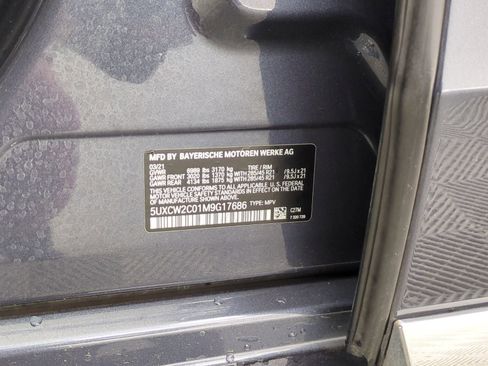 MFD BY BAYERISCHE MOTOREN WERKE AG
03/21
GVWR 6989 lbs 3170 kg TIRE / RIM
GAWR FRONT 3020 lbs 1370 kg WITH 285/45 R21 / 9.5J x 21
GAWR REAR 4134 lbs 1875 kg WITH 285/45 R21 / 9.5J x 21
THIS VEHICLE CONFORMS TO ALL APPLICABLE U.S. FEDERAL
MOTOR VEHICLE SAFETY STANDARDS IN EFFECT ON THE DATE
OF MANUFACTURE SHOWN ABOVE.
5UXCW2C01M9G17686 TYPE: MPV
C27M